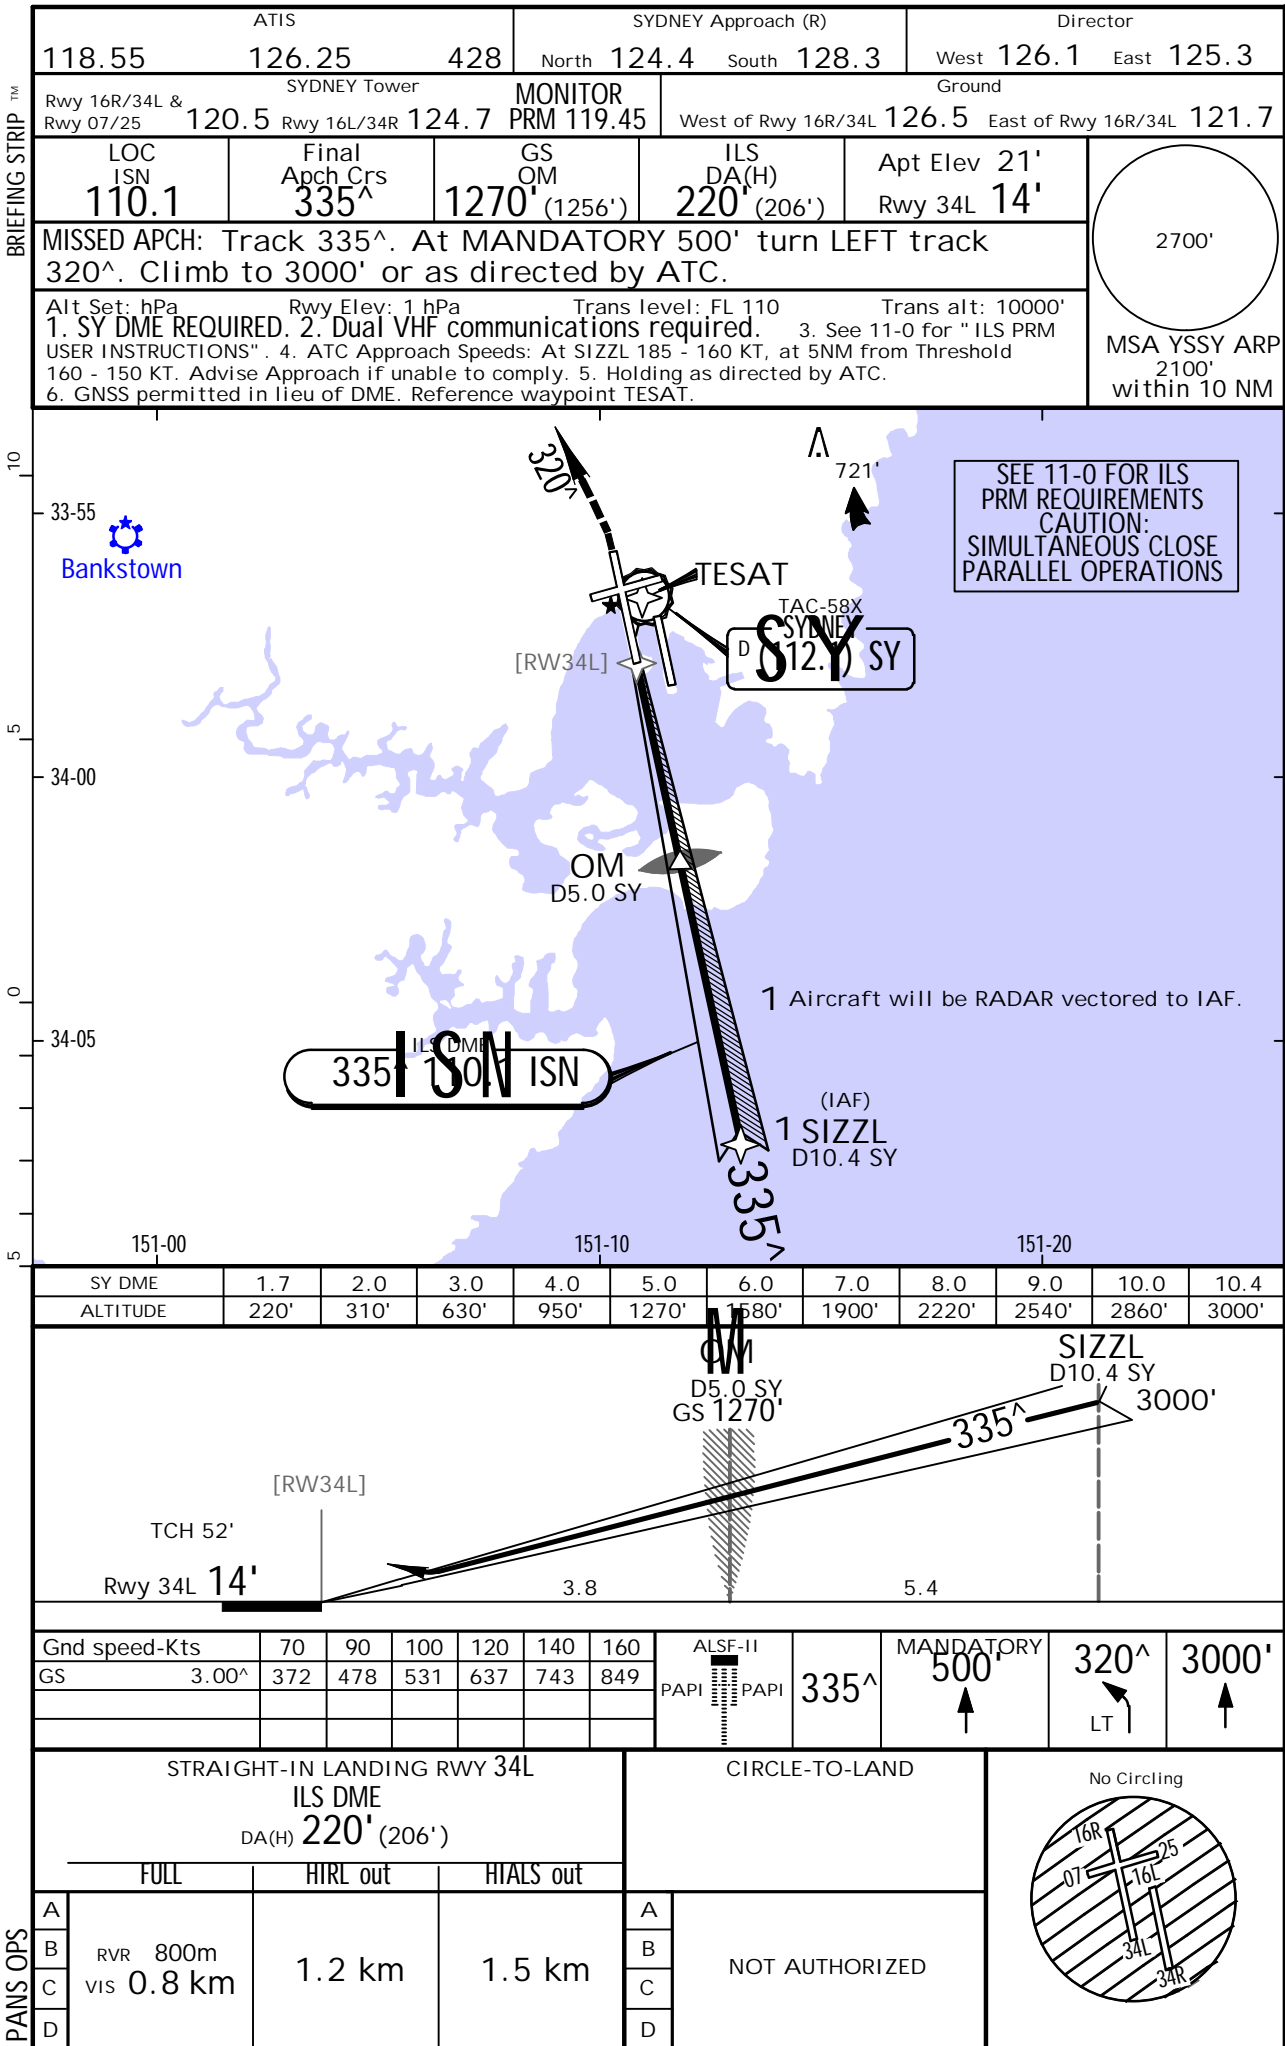 BRIEFING STRIP ™
ATIS
118.55 126.25 428
SYDNEY Approach (R)
North 124.4 South 128.3
Director
West 126.1 East 125.3
SYDNEY Tower
Rwy 16R/34L &
Rwy 07/25 120.5 Rwy 16L/34R 124.7
MONITOR
PRM 119.45
Ground
West of Rwy 16R/34L 126.5 East of Rwy 16R/34L 121.7
LOC
ISN
110.1
Final
Apch Crs
335^
GS
OM
1270' (1256')
ILS
DA(H)
220' (206')
Apt Elev 21'
Rwy 34L 14'
MISSED APCH: Track 335^. At MANDATORY 500' turn LEFT track
320^. Climb to 3000' or as directed by ATC.
Alt Set: hPa Rwy Elev: 1 hPa Trans level: FL 110 Trans alt: 10000'
1. SY DME REQUIRED. 2. Dual VHF communications required. 3. See 11-0 for "ILS PRM
USER INSTRUCTIONS". 4. ATC Approach Speeds: At SIZZL 185 - 160 KT, at 5NM from Threshold
160 - 150 KT. Advise Approach if unable to comply. 5. Holding as directed by ATC.
6. GNSS permitted in lieu of DME. Reference waypoint TESAT.
2700'
MSA YSSY ARP
2100'
within 10 NM
10
5
0
5
33-55
34-00
34-05
151-00
151-10
151-20
Bankstown
320^
721'
SEE 11-0 FOR ILS
PRM REQUIREMENTS
CAUTION:
SIMULTANEOUS CLOSE
PARALLEL OPERATIONS
TESAT
TAC-58X
SYDNEY
D (112.1) SY
S Y
[RW34L]
OM
D5.0 SY
1 Aircraft will be RADAR vectored to IAF.
ILS DME
335^ 110.1 ISN
I S N
(IAF)
1 SIZZL
D10.4 SY
335^
SY DME 1.7 2.0 3.0 4.0 5.0 6.0 7.0 8.0 9.0 10.0 10.4
ALTITUDE 220' 310' 630' 950' 1270' 1580' 1900' 2220' 2540' 2860' 3000'
M
OM
D5.0 SY
GS 1270'
SIZZL
D10.4 SY
3000'
335^
[RW34L]
TCH 52'
Rwy 34L 14'
3.8
5.4
Gnd speed-Kts 70 90 100 120 140 160
GS 3.00^ 372 478 531 637 743 849
ALSF-II
PAPI PAPI
335^
MANDATORY
500'
320^
LT
3000'
STRAIGHT-IN LANDING RWY 34L
ILS DME
DA(H) 220' (206')
FULL HIRL out HIALS out
A
B
C
D
RVR 800m
VIS 0.8 km
1.2 km
1.5 km
CIRCLE-TO-LAND
A
B
C
D
NOT AUTHORIZED
No Circling
16R
07
25
16L
34L
34R
PANS OPS